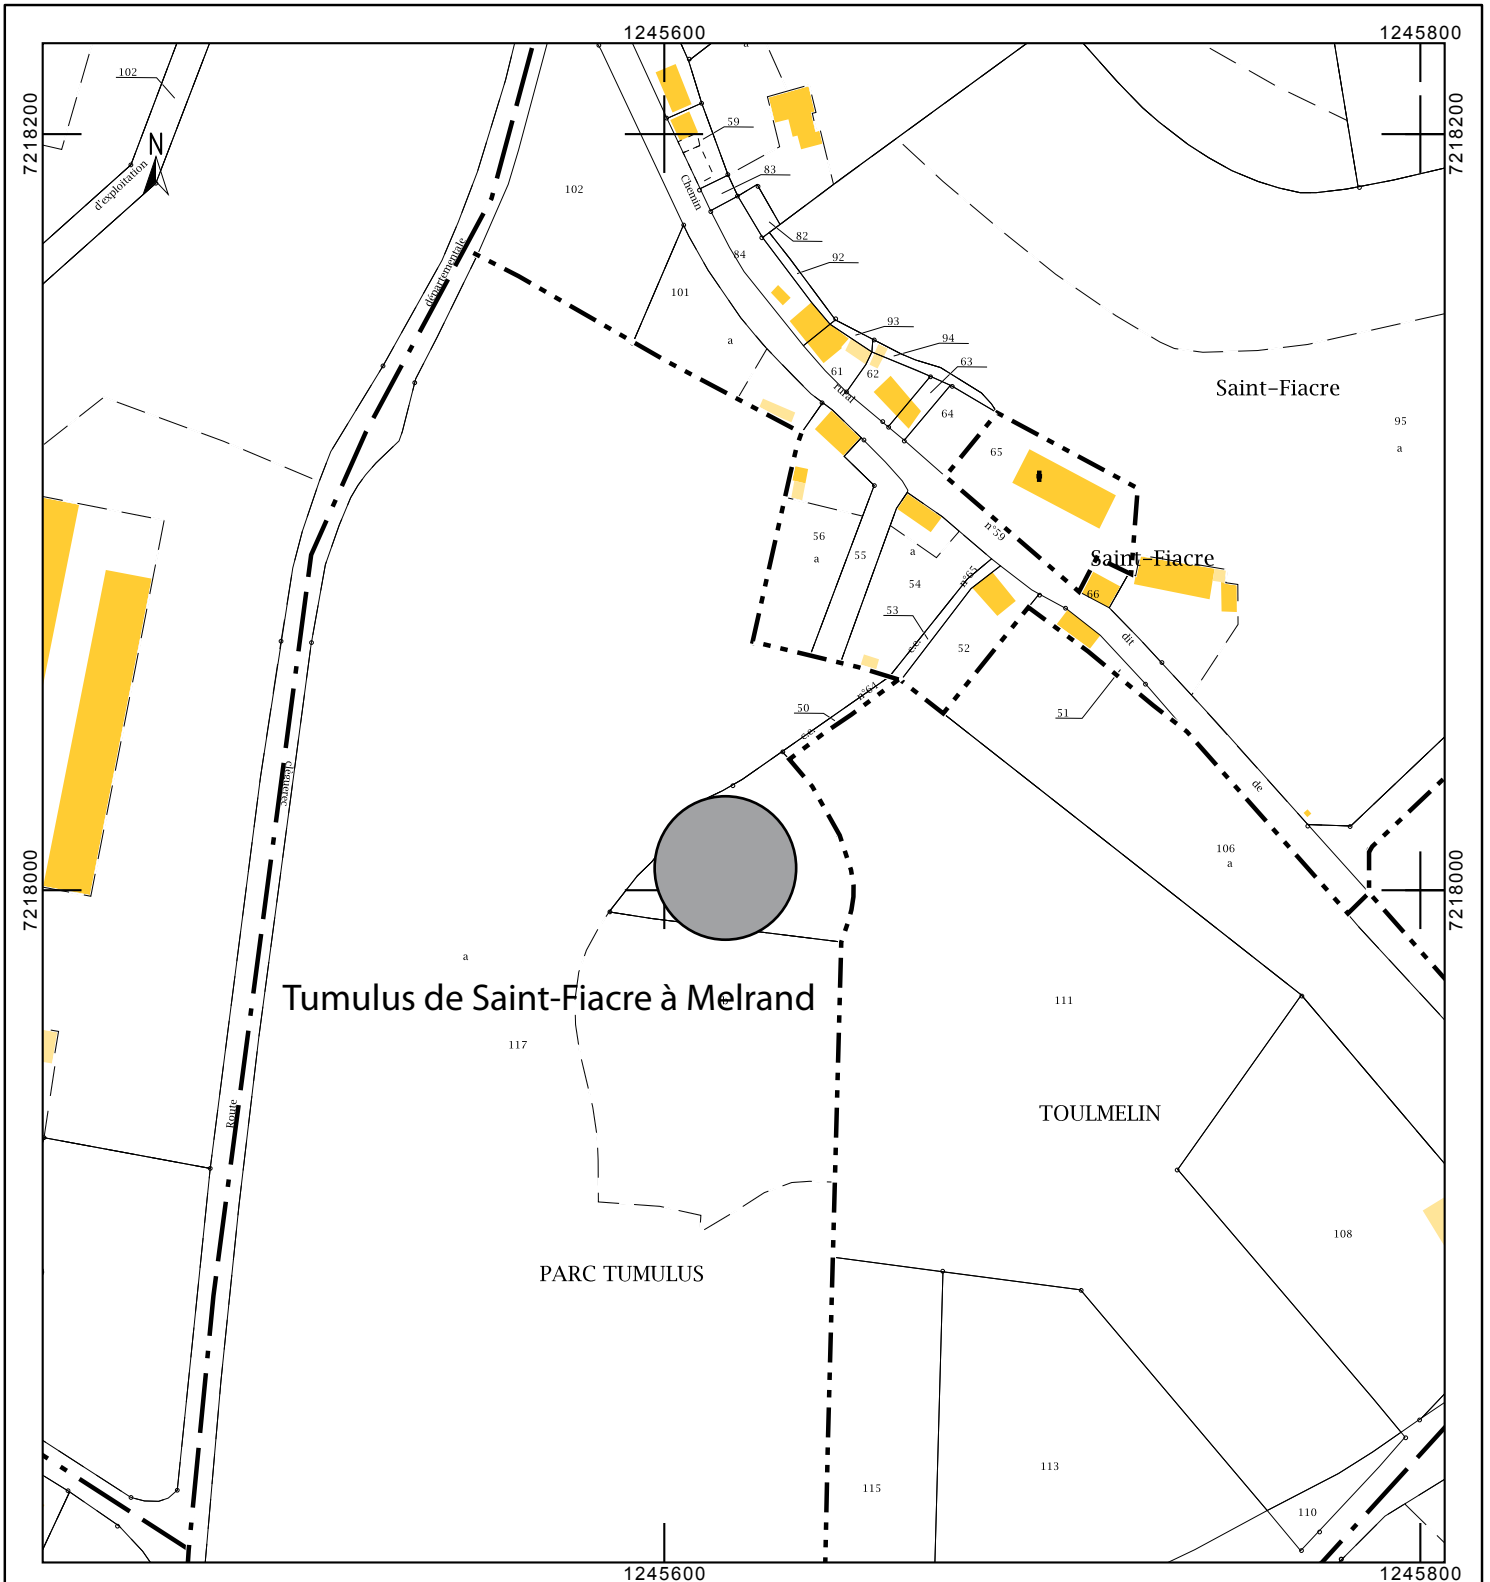 1245600
1245800
7218200
7218200
102
N
d'exploitation
59
83
Chemin
102
82
84
92
départementale
101
93
a
94
63
61
62
rural
64
Saint-Fiacre
95
a
65
n°59
56
a
55
a
54
Saint-Fiacre
n°65
66
53
c.e.
52
dit
n°64
50
c.e.
51
de
cleguerec
7218000
7218000
106
a
a
Tumulus de Saint-Fiacre à Melrand
b
111
117
Route
TOULMELIN
108
PARC TUMULUS
113
115
110
1245600
1245800